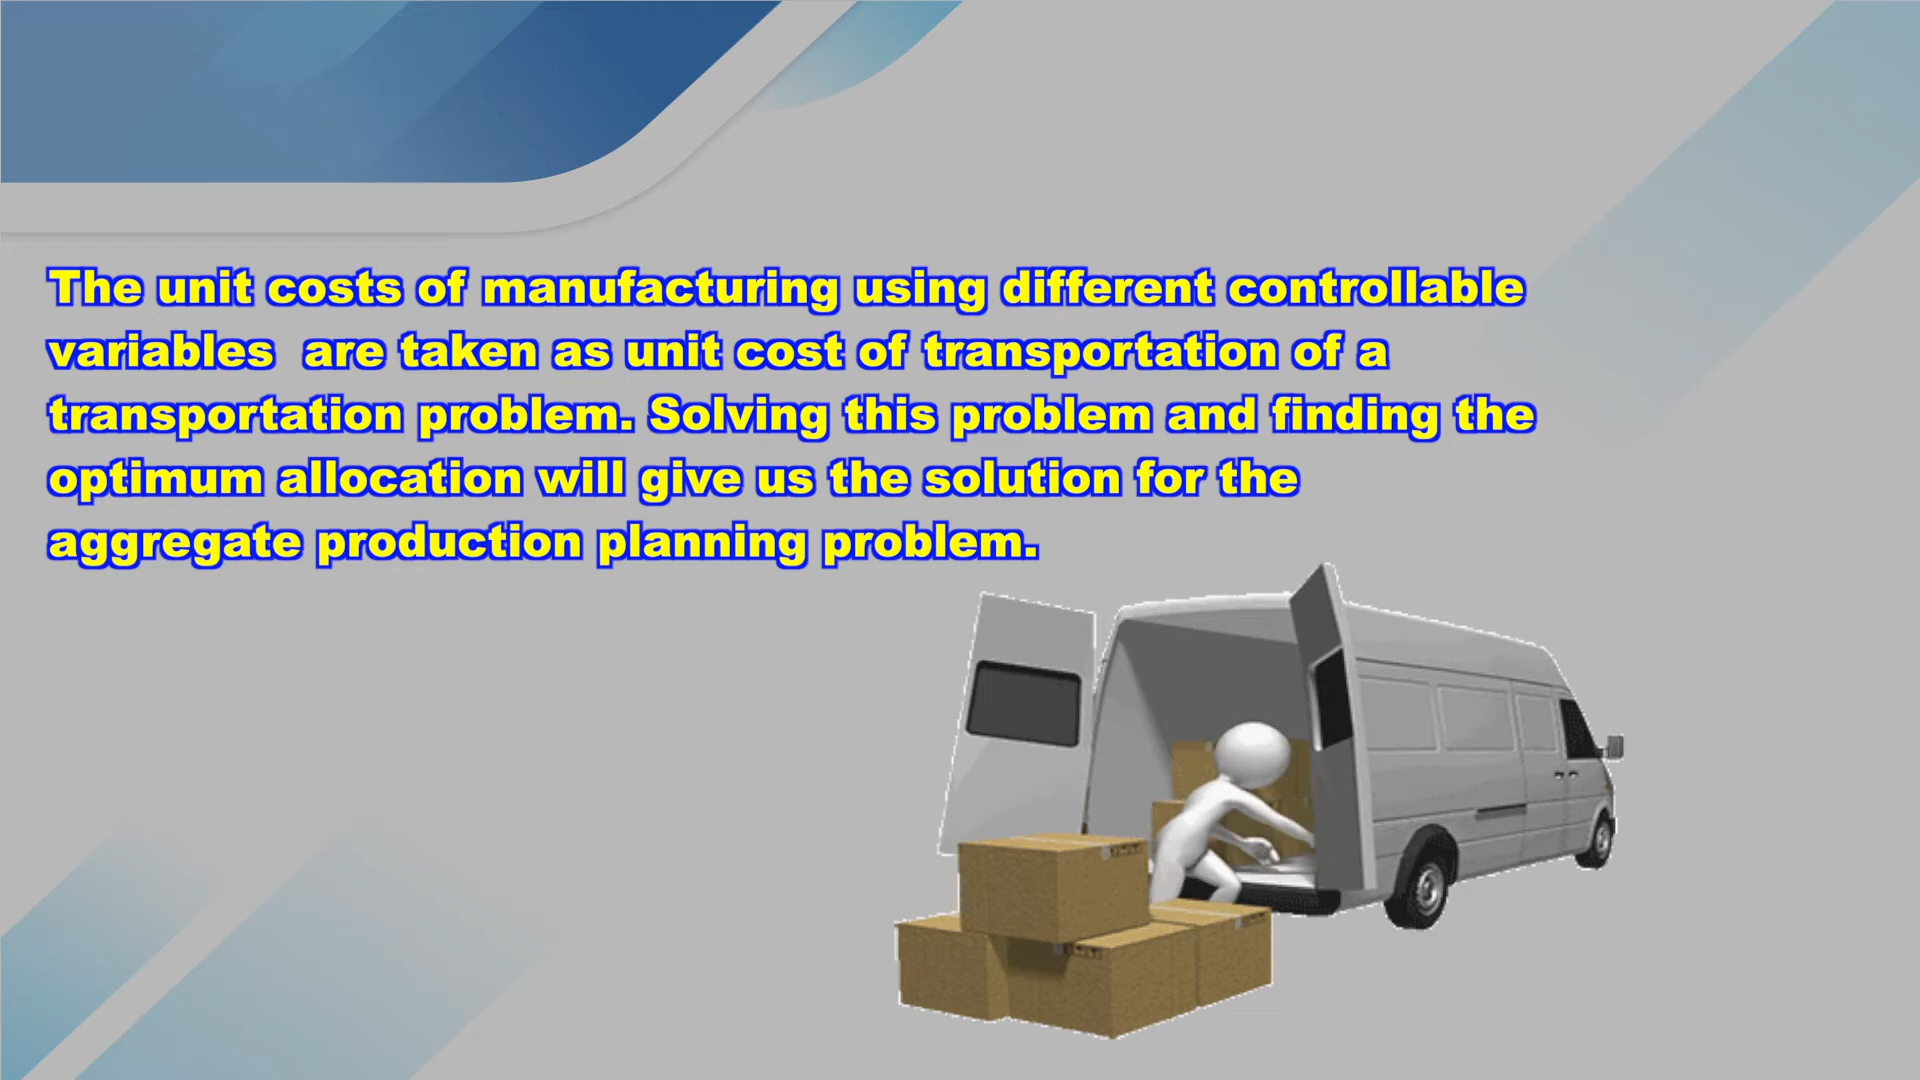 The unit costs of manufacturing using different controllable
variables  are taken as unit cost of transportation of a
transportation problem. Solving this problem and finding the
optimum allocation will give us the solution for the
aggregate production planning problem.